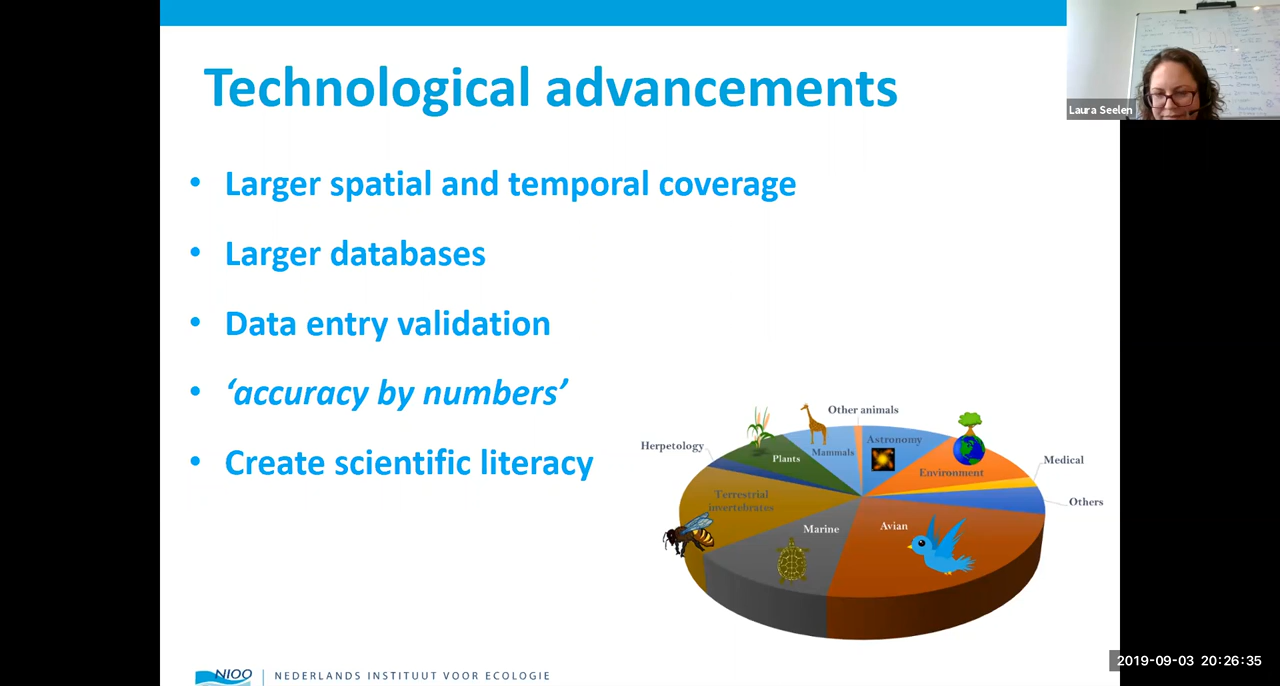 Technological advancements
Laura Seelen
• Larger spatial and temporal coverage
• Larger databases
• Data entry validation
• ‘accuracy by numbers’
• Create scientific literacy
Other animals
Astronomy
Herpetology
Mammals
Plants
Environment
Medical
Others
Terrestrial
invertebrates
Marine
Avian
NIOO
NEDERLANDS INSTITUUT VOOR ECOLOGIE
2019-09-03 20:26:35